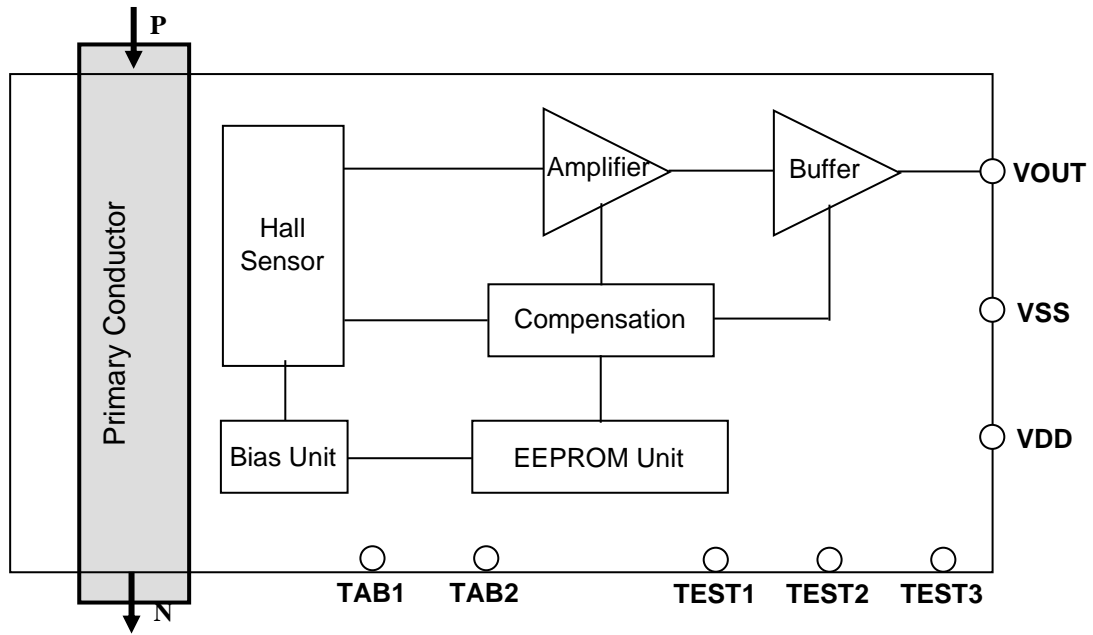 P
Primary Conductor
Hall
Sensor
Amplifier
Buffer
VOUT
Compensation
VSS
Bias Unit
EEPROM Unit
VDD
TAB1
TAB2
TEST1
TEST2
TEST3
N